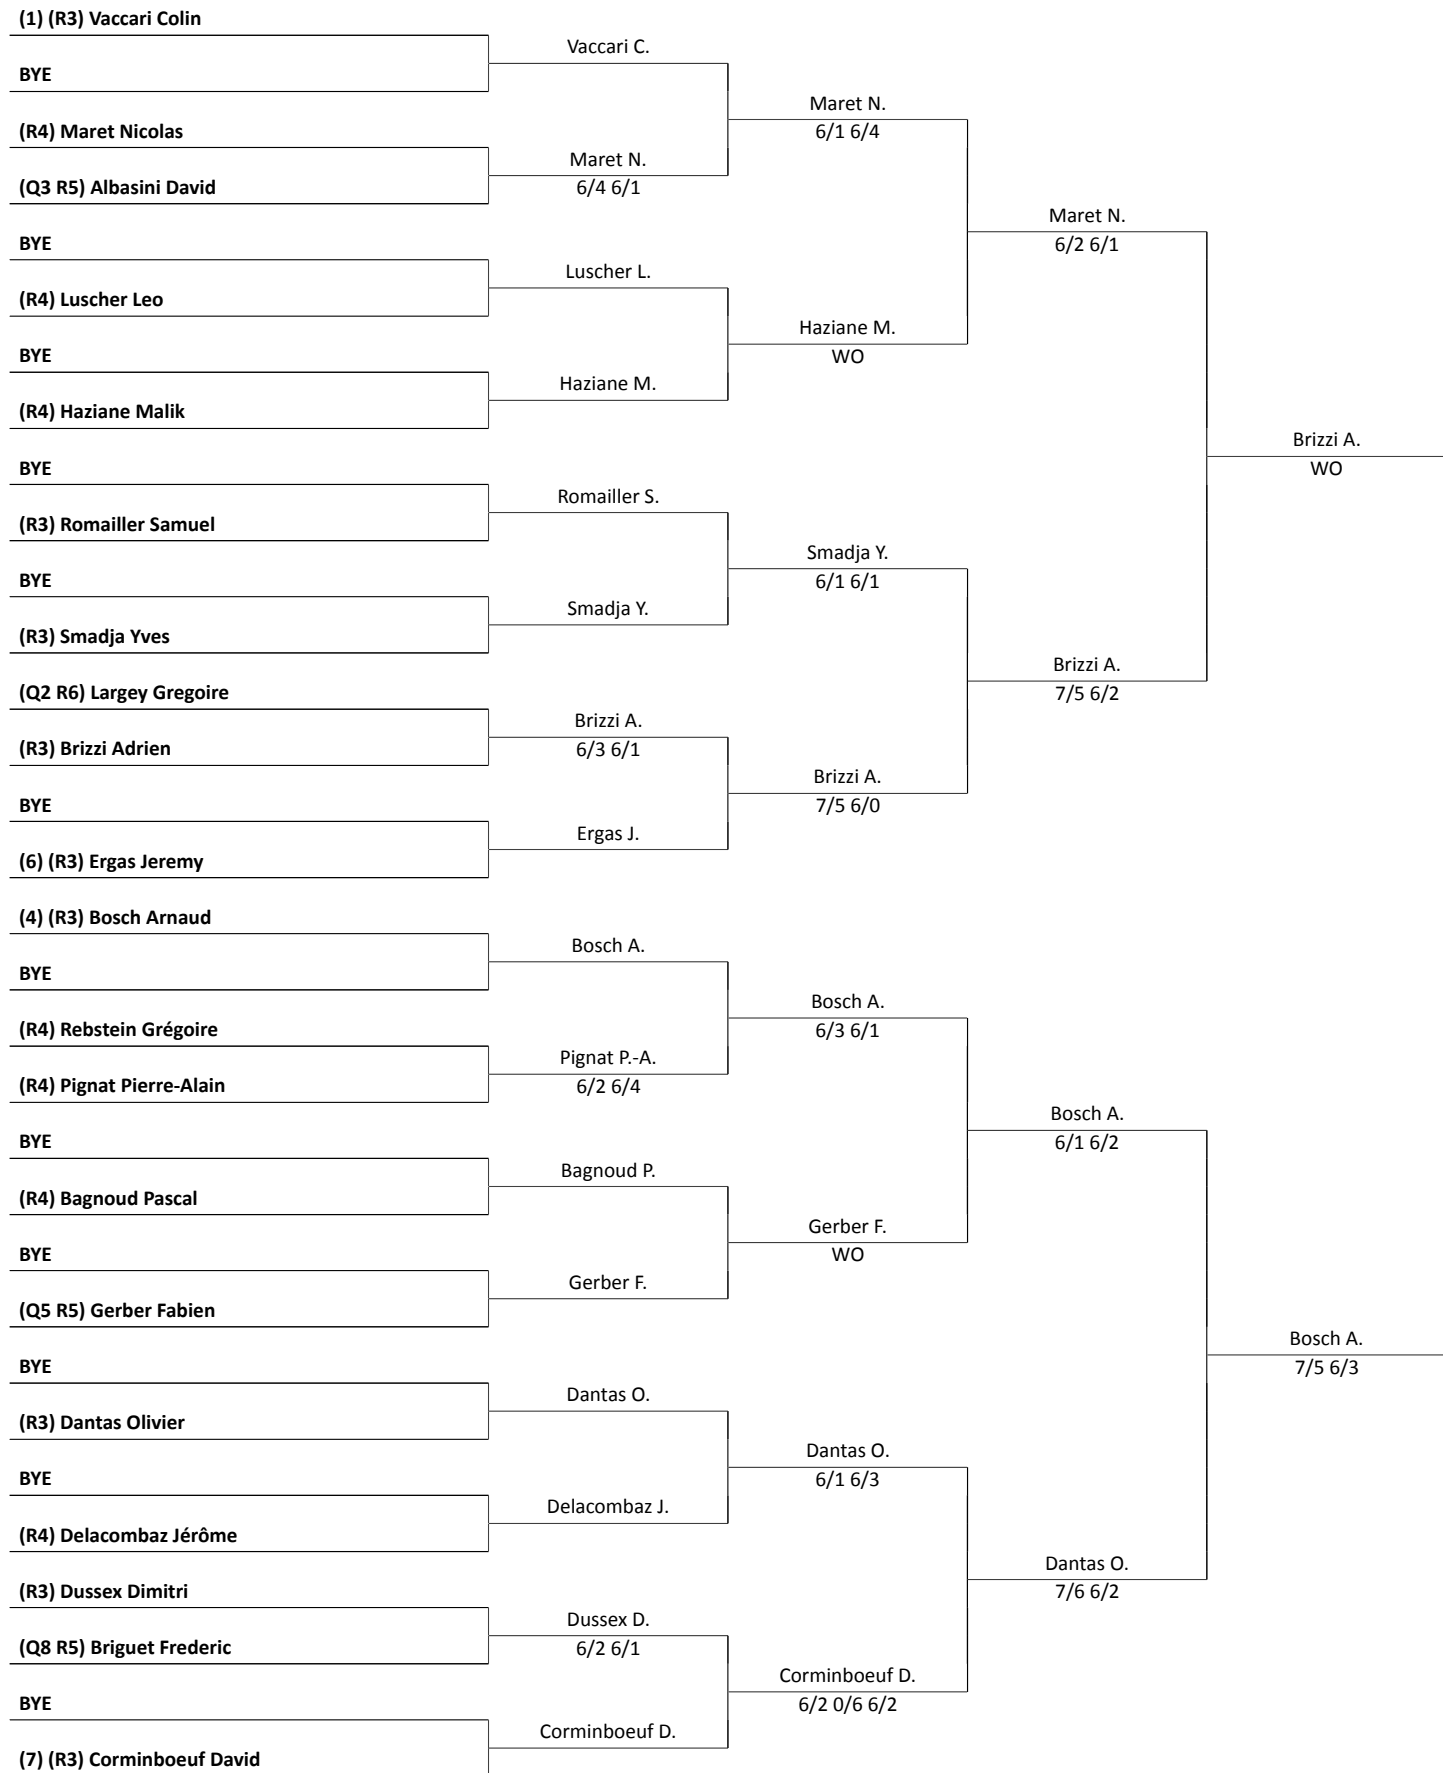 (1) (R3) Vaccari Colin
Vaccari C.
BYE
Maret N.
6/1 6/4
(R4) Maret Nicolas
Maret N.
6/4 6/1
(Q3 R5) Albasini David
Maret N.
6/2 6/1
BYE
Luscher L.
(R4) Luscher Leo
Haziane M.
WO
BYE
Haziane M.
(R4) Haziane Malik
Brizzi A.
WO
BYE
Romailler S.
(R3) Romailler Samuel
Smadja Y.
6/1 6/1
BYE
Smadja Y.
(R3) Smadja Yves
Brizzi A.
7/5 6/2
(Q2 R6) Largey Gregoire
Brizzi A.
6/3 6/1
(R3) Brizzi Adrien
Brizzi A.
7/5 6/0
BYE
Ergas J.
(6) (R3) Ergas Jeremy
(4) (R3) Bosch Arnaud
Bosch A.
BYE
Bosch A.
6/3 6/1
(R4) Rebstein Grégoire
Pignat P.-A.
6/2 6/4
(R4) Pignat Pierre-Alain
Bosch A.
6/1 6/2
BYE
Bagnoud P.
(R4) Bagnoud Pascal
Gerber F.
WO
BYE
Gerber F.
(Q5 R5) Gerber Fabien
Bosch A.
7/5 6/3
BYE
Dantas O.
(R3) Dantas Olivier
Dantas O.
6/1 6/3
BYE
Delacombaz J.
(R4) Delacombaz Jérôme
Dantas O.
7/6 6/2
(R3) Dussex Dimitri
Dussex D.
6/2 6/1
(Q8 R5) Briguet Frederic
Corminboeuf D.
6/2 0/6 6/2
BYE
Corminboeuf D.
(7) (R3) Corminboeuf David